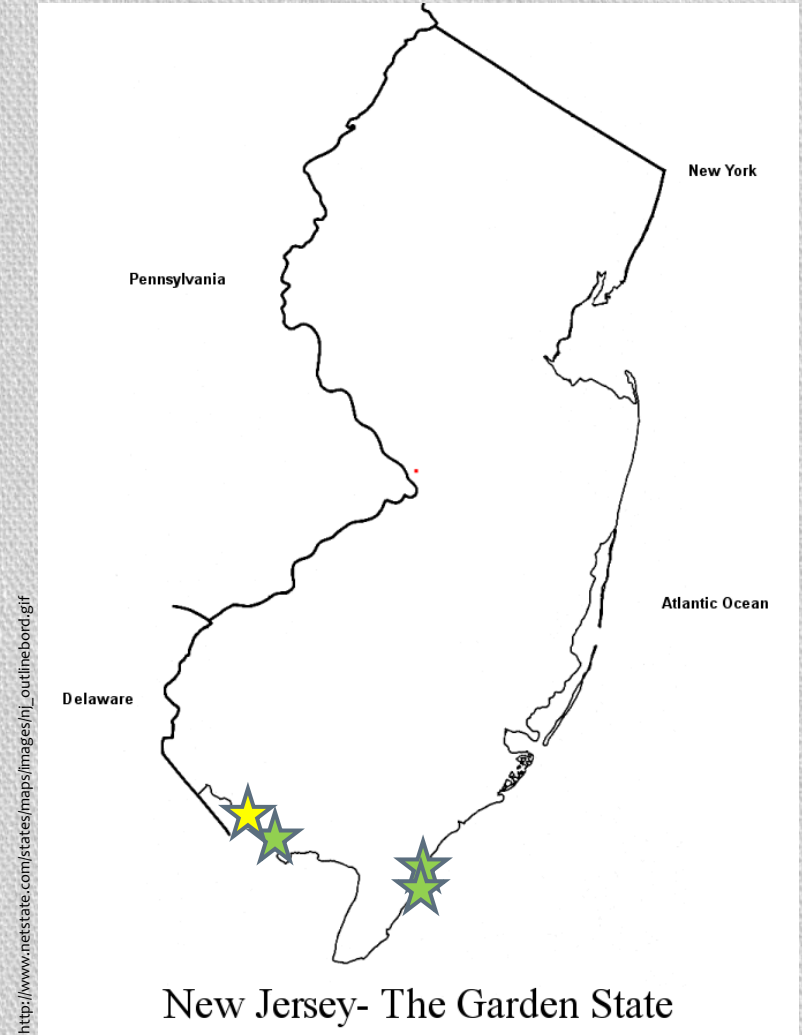 New York
Pennsylvania
Atlantic Ocean
Delaware
http://www.netstate.com/states/maps/images/nj_outlinebord.gif
New Jersey- The Garden State